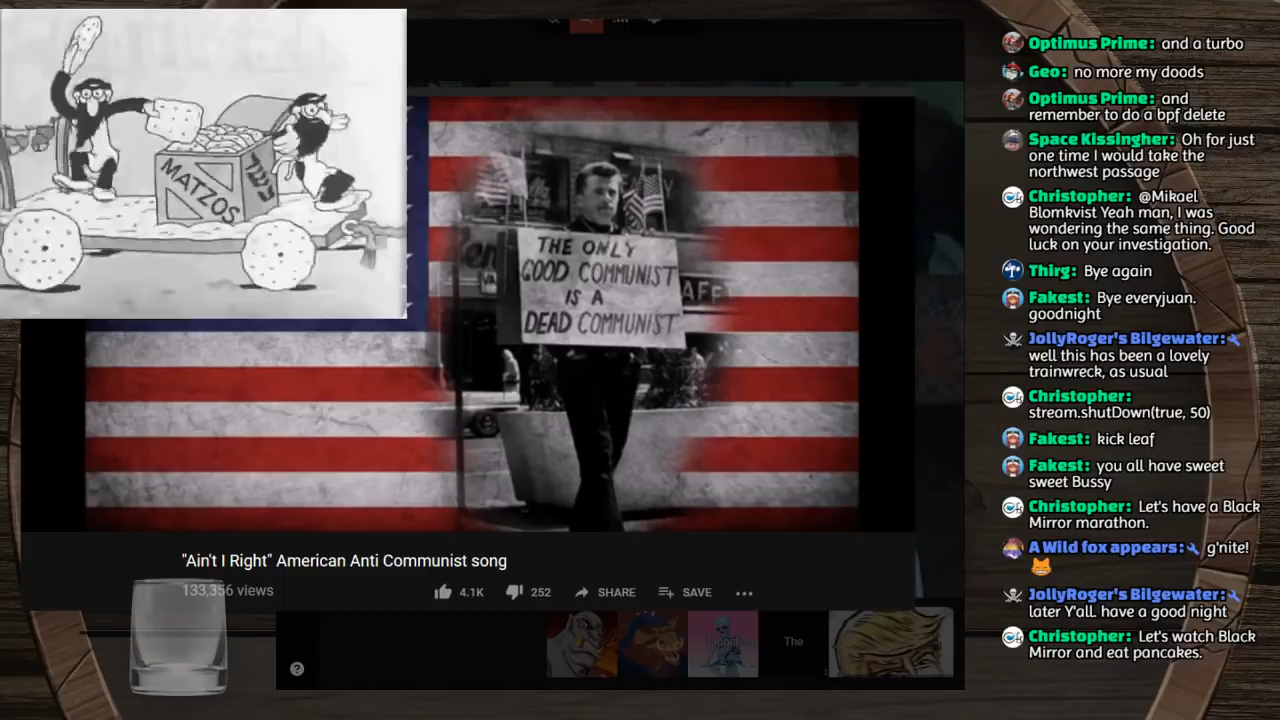 MATZOS
כשר
THE ONLY
GOOD COMMUNIST
IS A
DEAD COMMUNIST
"Ain't I Right" American Anti Communist song
133,356 views
4.1K
252
SHARE
SAVE
The
Optimus Prime: and a turbo
Geo: no more my doods
Optimus Prime: and
remember to do a bpf delete
Space Kissingher: Oh for just
one time I would take the
northwest passage
Christopher: @Mikael
Blomkvist Yeah man, I was
wondering the same thing. Good
luck on your investigation.
Thirg: Bye again
Fakest: Bye everyjuan.
goodnight
JollyRoger's Bilgewater:
well this has been a lovely
trainwreck, as usual
Christopher:
stream.shutDown(true, 50)
Fakest: kick leaf
Fakest: you all have sweet
sweet Bussy
Christopher: Let's have a Black
Mirror marathon.
A Wild fox appears: g'nite!
JollyRoger's Bilgewater:
later Y'all. have a good night
Christopher: Let's watch Black
Mirror and eat pancakes.